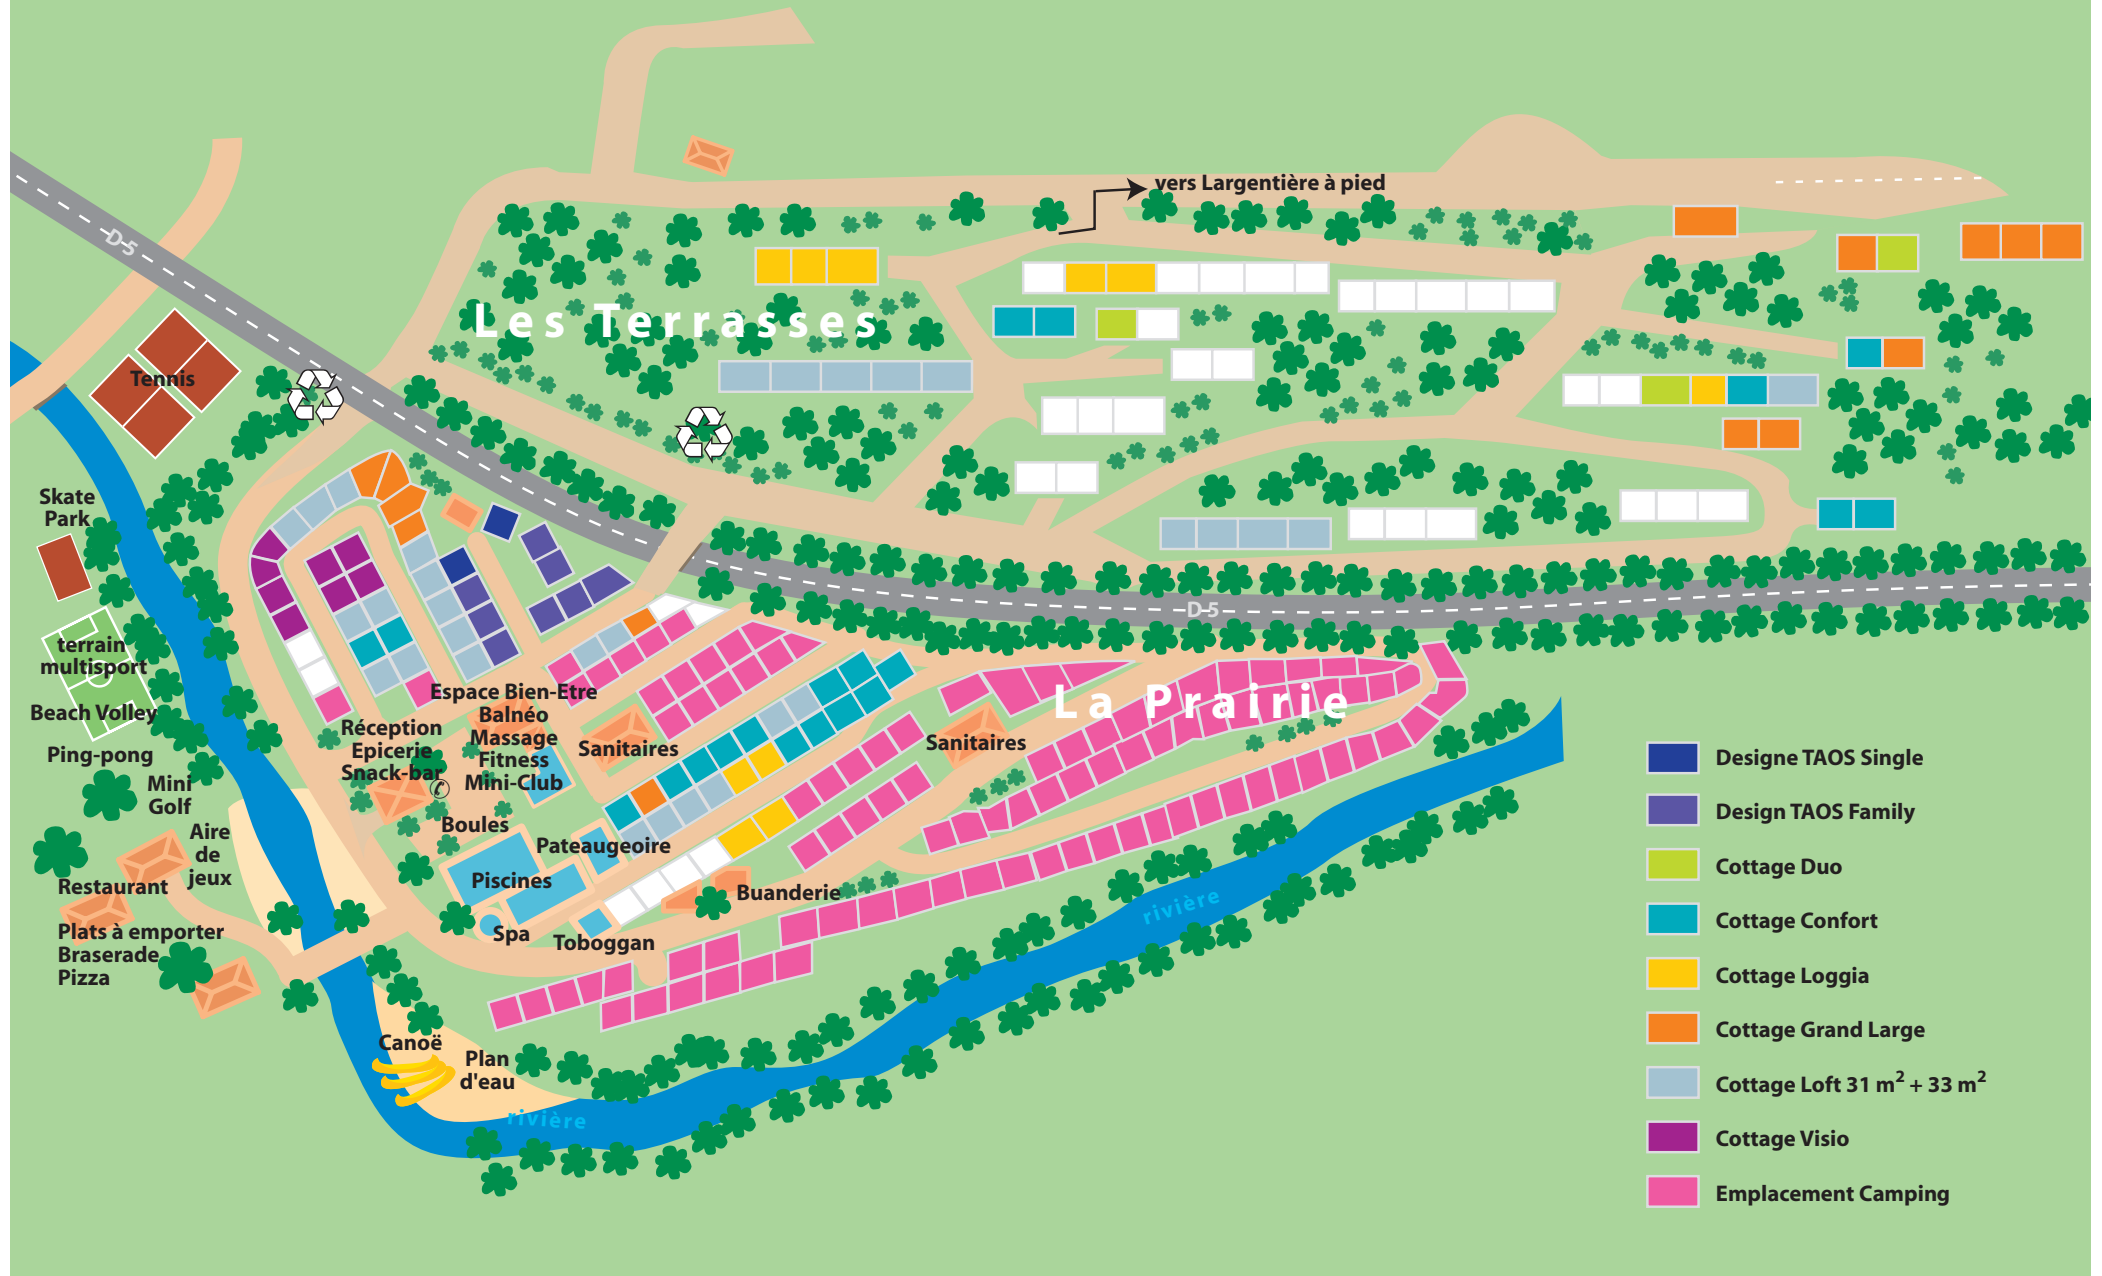 vers Largentière à pied
D-5
Les Terrasses
Tennis
Skate
Park
terrain
multisport
Beach Volley
Ping-pong
Mini
Golf
Aire
de
jeux
Restaurant
Plats à emporter
Braserade
Pizza
Réception
Epicerie
Snack-bar
Espace Bien-Etre
Balnéo
Massage
Fitness
Mini-Club
Sanitaires
Boules
Pateaugeoire
Piscines
Spa
Toboggan
Buanderie
D-5
La Prairie
Sanitaires
rivière
Canoë
Plan
d'eau
rivière
Designe TAOS Single
Design TAOS Family
Cottage Duo
Cottage Confort
Cottage Loggia
Cottage Grand Large
Cottage Loft 31 m² + 33 m²
Cottage Visio
Emplacement Camping